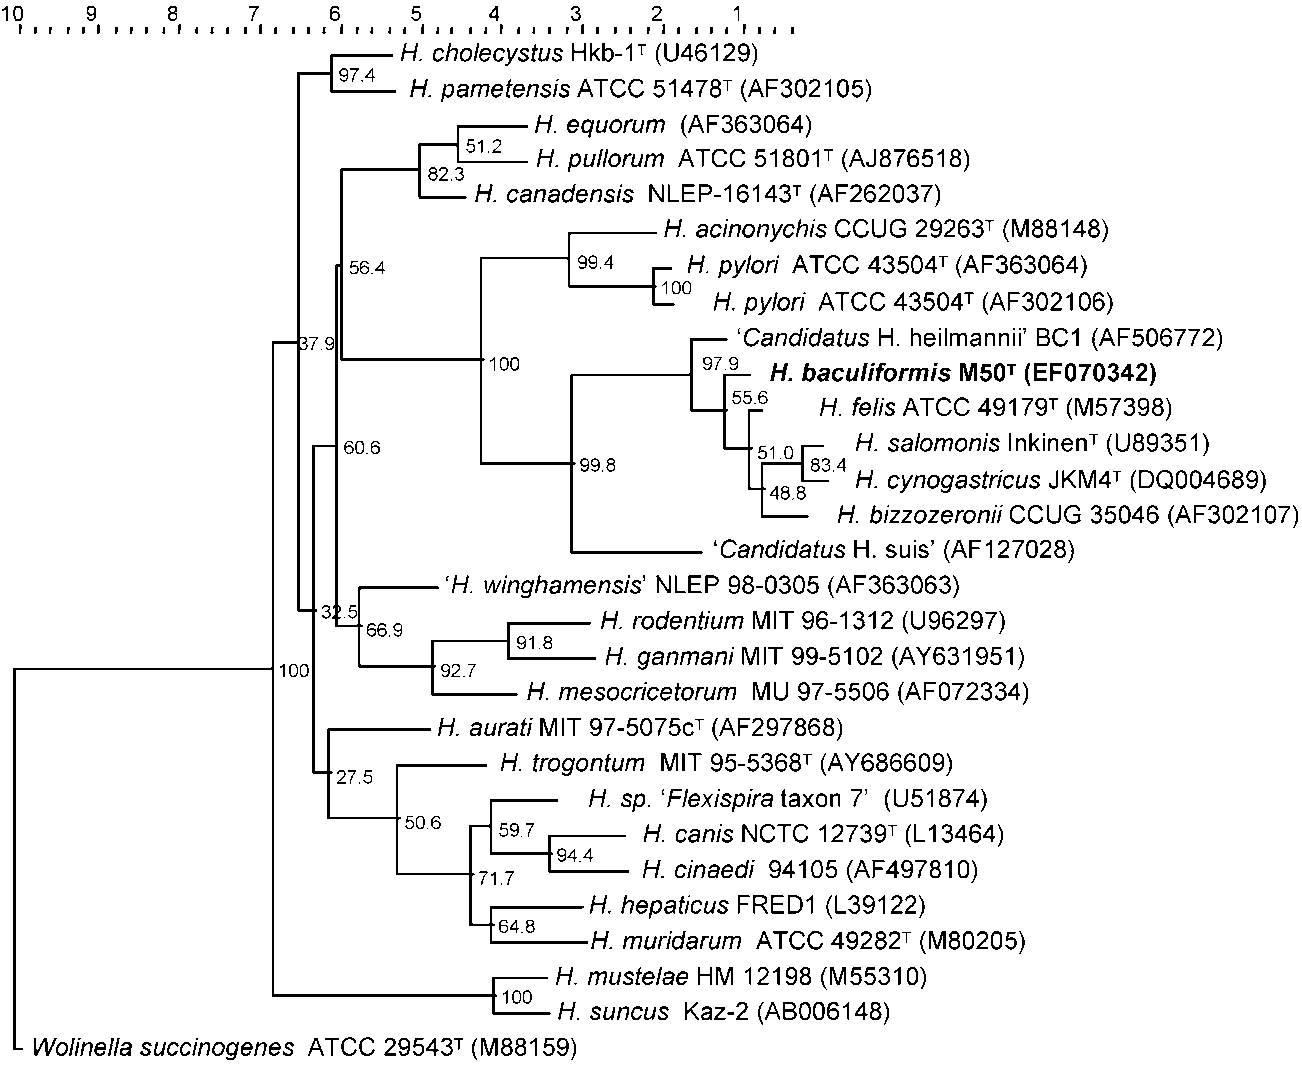 10 9 8 7 6 5 4 3 2 1
H. cholecystus Hkb-1ᵀ (U46129)
97.4
H. pametensis ATCC 51478ᵀ (AF302105)
H. equorum (AF363064)
51.2
H. pullorum ATCC 51801ᵀ (AJ876518)
82.3
H. canadensis NLEP-16143ᵀ (AF262037)
H. acinonychis CCUG 29263ᵀ (M88148)
56.4
99.4
H. pylori ATCC 43504ᵀ (AF363064)
100
H. pylori ATCC 43504ᵀ (AF302106)
37.9
‘Candidatus H. heilmannii’ BC1 (AF506772)
100
97.9
H. baculiformis M50ᵀ (EF070342)
55.6
H. felis ATCC 49179ᵀ (M57398)
60.6
H. salomonis Inkinenᵀ (U89351)
51.0
99.8
83.4
H. cynogastricus JKM4ᵀ (DQ004689)
48.8
H. bizzozeronii CCUG 35046 (AF302107)
‘Candidatus H. suis’ (AF127028)
‘H. winghamensis’ NLEP 98-0305 (AF363063)
32.5
66.9
H. rodentium MIT 96-1312 (U96297)
91.8
H. ganmani MIT 99-5102 (AY631951)
100
92.7
H. mesocricetorum MU 97-5506 (AF072334)
H. aurati MIT 97-5075cᵀ (AF297868)
27.5
H. trogontum MIT 95-5368ᵀ (AY686609)
H. sp. ‘Flexispira taxon 7’ (U51874)
50.6
59.7
H. canis NCTC 12739ᵀ (L13464)
94.4
H. cinaedi 94105 (AF497810)
71.7
H. hepaticus FRED1 (L39122)
64.8
H. muridarum ATCC 49282ᵀ (M80205)
H. mustelae HM 12198 (M55310)
100
H. suncus Kaz-2 (AB006148)
Wolinella succinogenes ATCC 29543ᵀ (M88159)